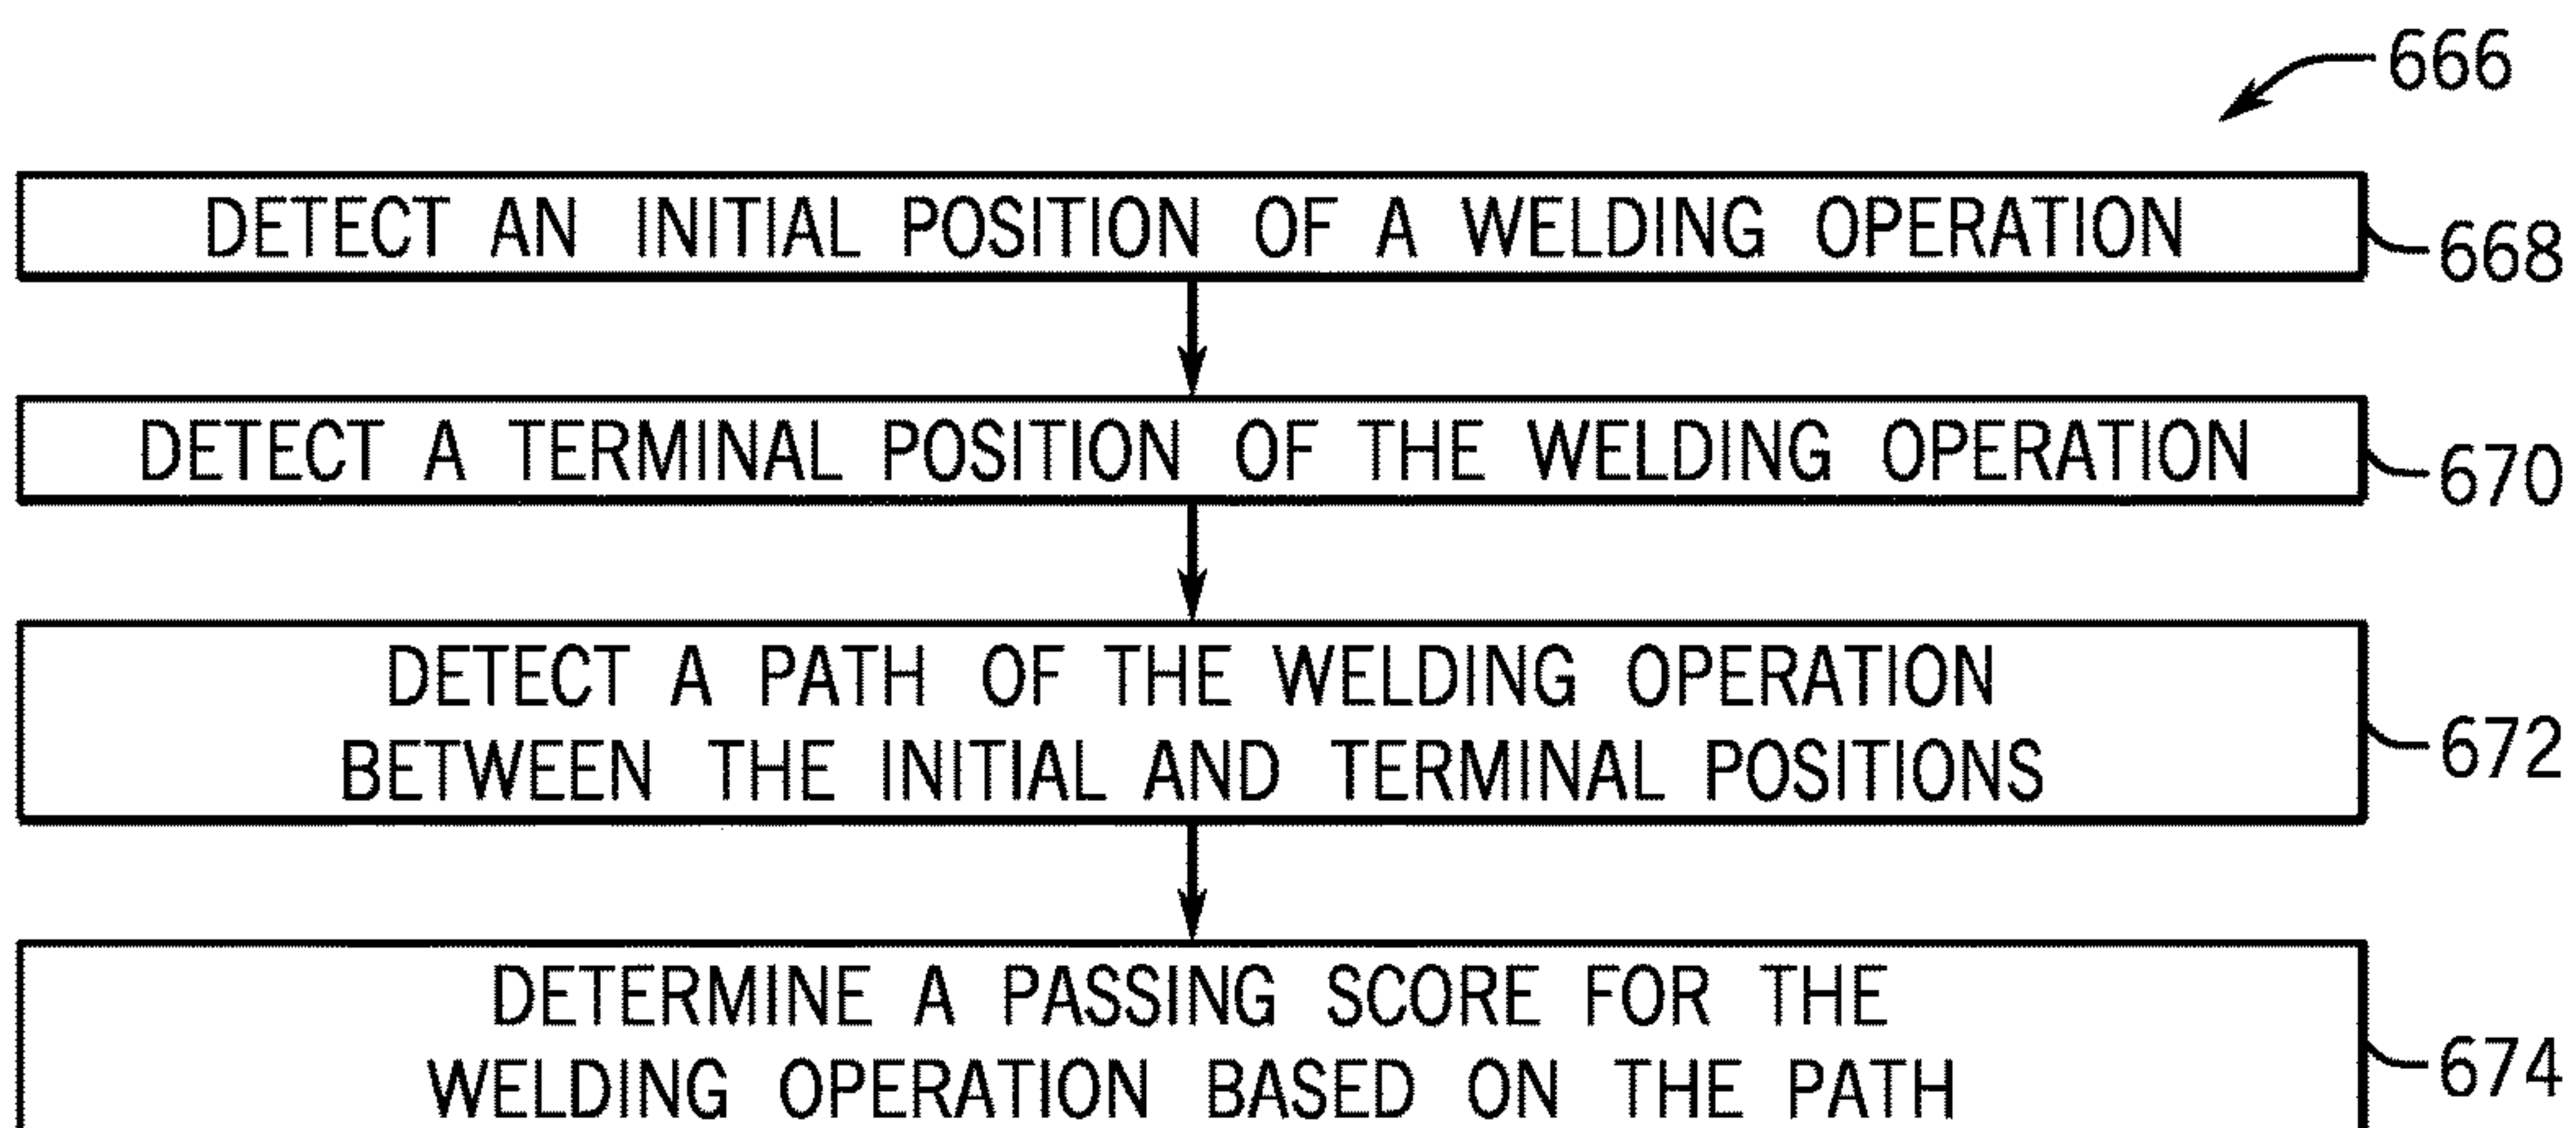 666
DETECT AN INITIAL POSITION OF A WELDING OPERATION
668
DETECT A TERMINAL POSITION OF THE WELDING OPERATION
670
DETECT A PATH OF THE WELDING OPERATION
BETWEEN THE INITIAL AND TERMINAL POSITIONS
672
DETERMINE A PASSING SCORE FOR THE
WELDING OPERATION BASED ON THE PATH
674